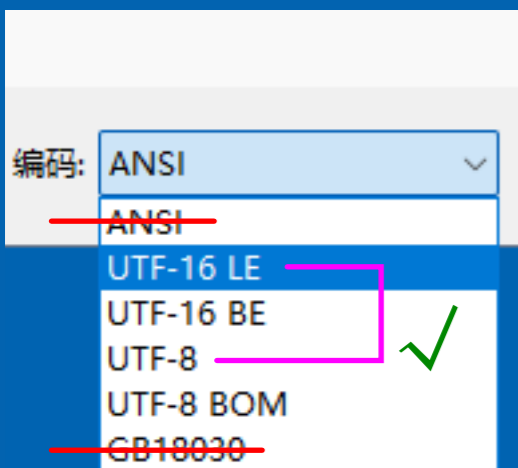 编码: ANSI
ANSI
UTF-16 LE
UTF-16 BE
UTF-8
UTF-8 BOM
GB18030